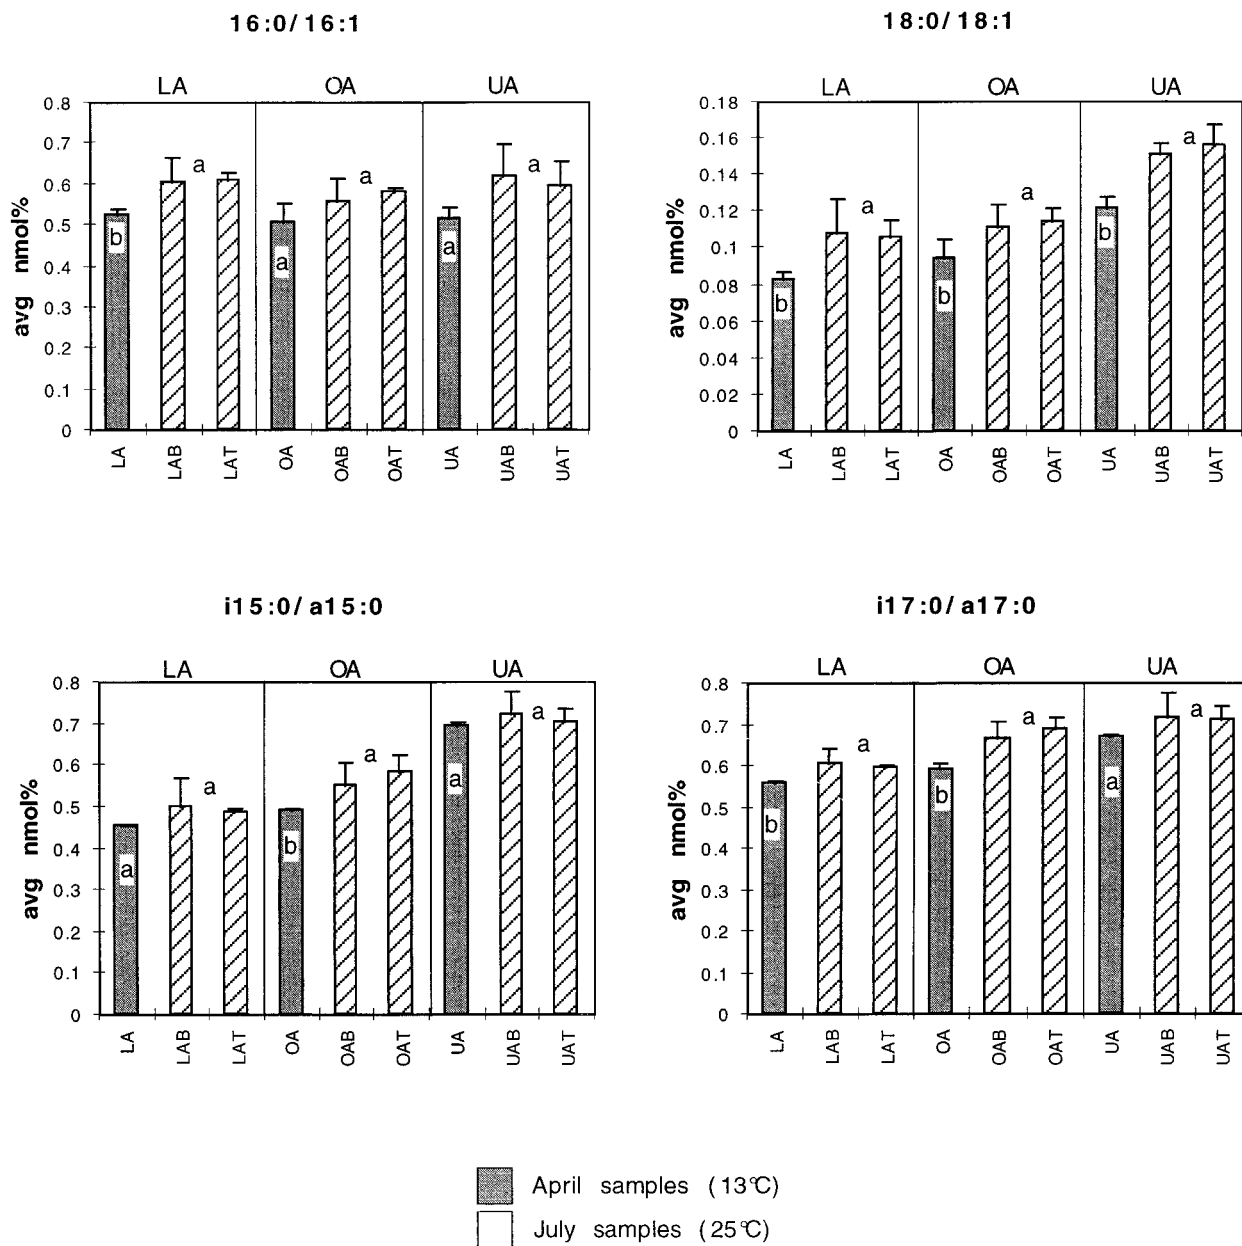 16:0/16:1
LA OA UA
0.8
0.7
0.6
0.5
0.4
0.3
0.2
0.1
0
avg nmol%
b a a a a a
LA LAB LAT OA OAB OAT UA UAB UAT
18:0/18:1
LA OA UA
0.18
0.16
0.14
0.12
0.1
0.08
0.06
0.04
0.02
0
avg nmol%
b a b a b a
LA LAB LAT OA OAB OAT UA UAB UAT
i15:0/a15:0
LA OA UA
0.8
0.7
0.6
0.5
0.4
0.3
0.2
0.1
0
avg nmol%
a a b a a a
LA LAB LAT OA OAB OAT UA UAB UAT
i17:0/a17:0
LA OA UA
0.8
0.7
0.6
0.5
0.4
0.3
0.2
0.1
0
avg nmol%
b a b a a a
LA LAB LAT OA OAB OAT UA UAB UAT
April samples (13°C)
July samples (25°C)